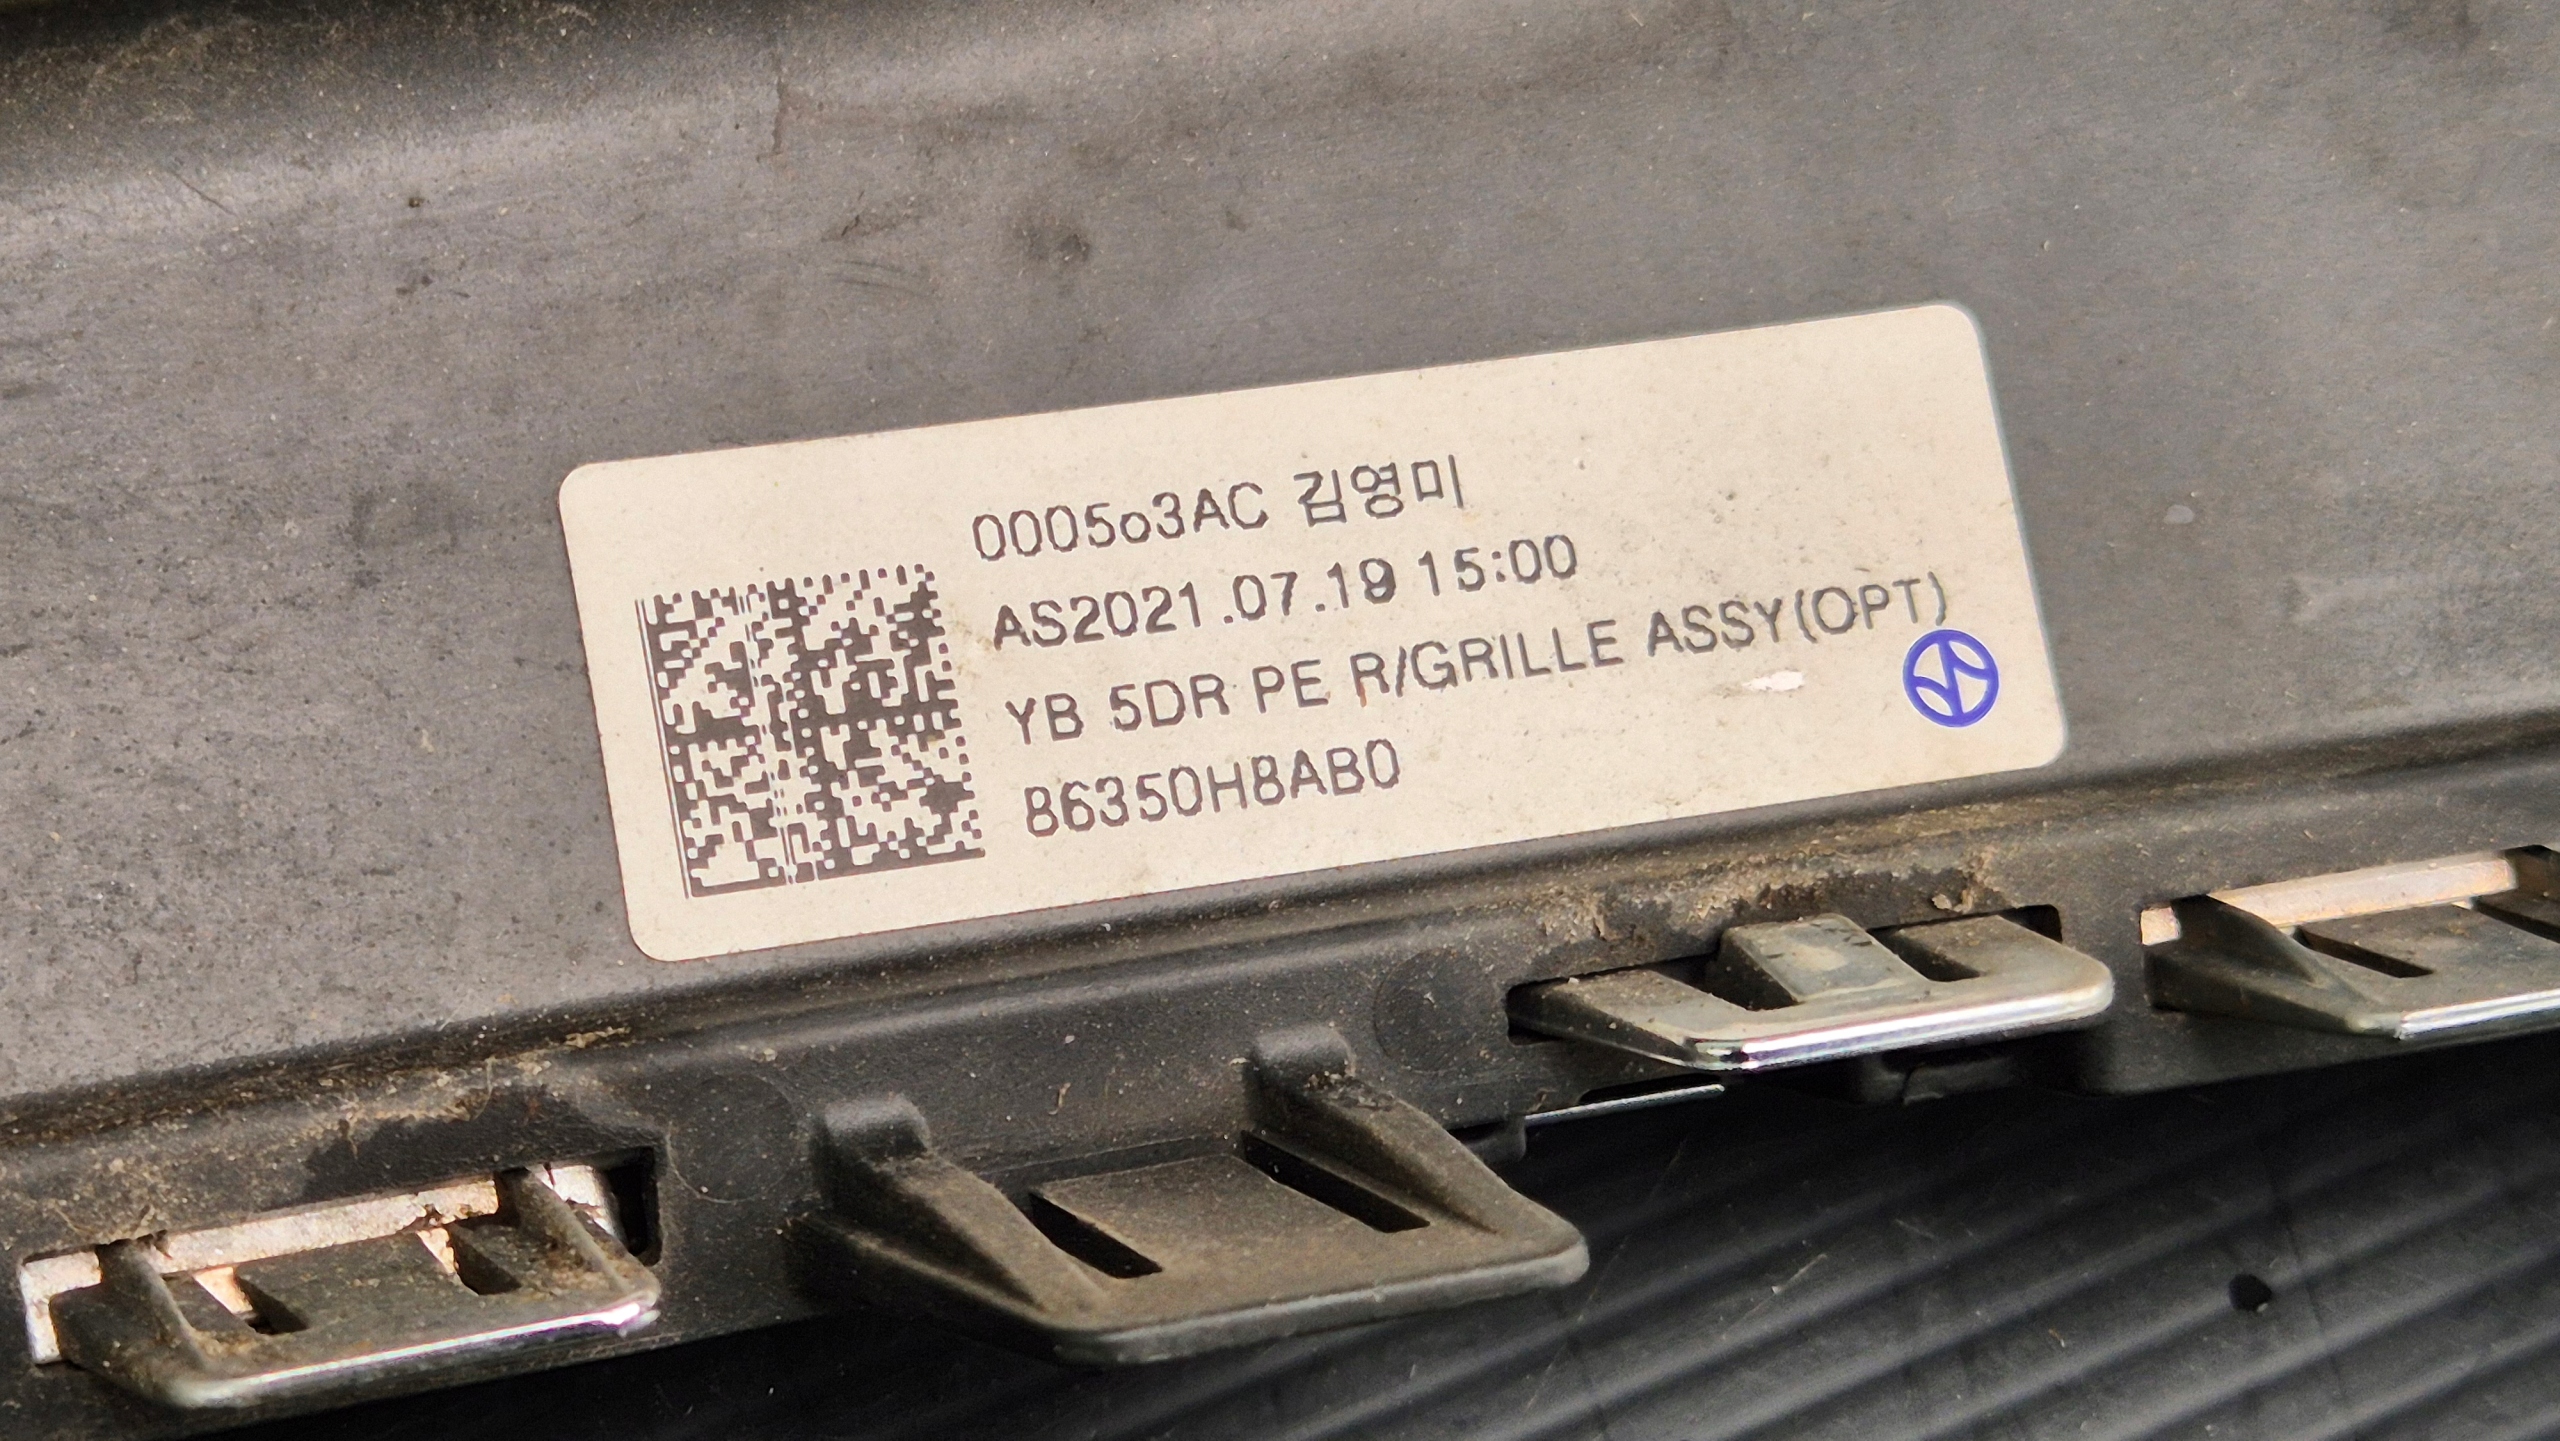 0005o3AC 김영미
AS2021.07.19 15:00
YB 5DR PE R/GRILLE ASSY(OPT)
86350H8AB0